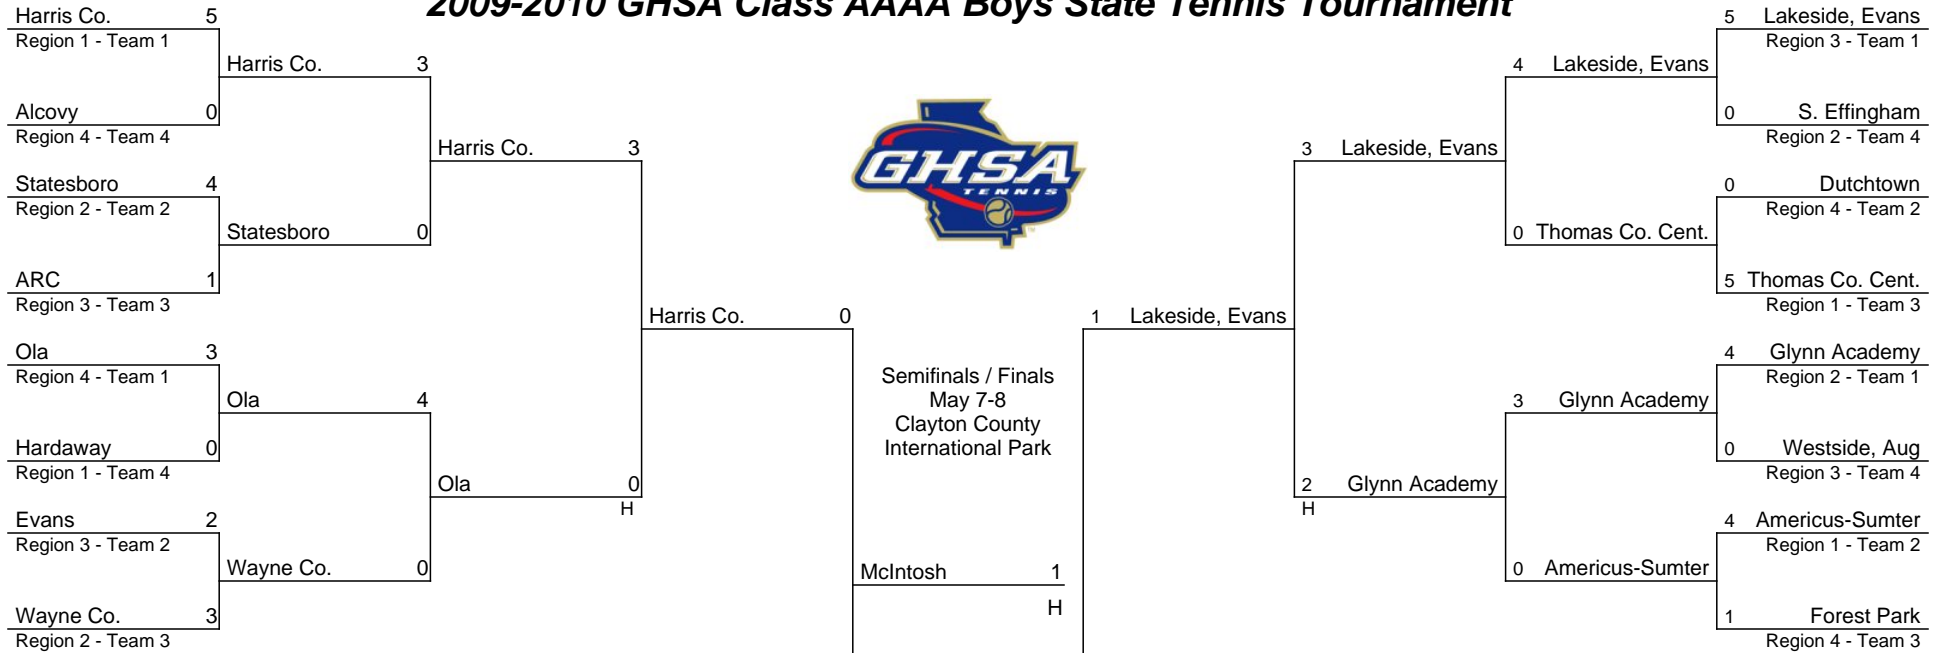 2009-2010 GHSA Class AAAA Boys State Tennis Tournament
Harris Co. 5
Region 1 - Team 1
Harris Co. 3
Alcovy 0
Region 4 - Team 4
Harris Co. 3
Statesboro 4
Region 2 - Team 2
Statesboro 0
ARC 1
Region 3 - Team 3
Harris Co. 0
Ola 3
Region 4 - Team 1
Ola 4
Hardaway 0
Region 1 - Team 4
Ola 0
H
Evans 2
Region 3 - Team 2
Wayne Co. 0
Wayne Co. 3
Region 2 - Team 3
GHSA
TENNIS
Semifinals / Finals
May 7-8
Clayton County
International Park
McIntosh 1
H
5 Lakeside, Evans
Region 3 - Team 1
4 Lakeside, Evans
0 S. Effingham
Region 2 - Team 4
3 Lakeside, Evans
0 Dutchtown
Region 4 - Team 2
0 Thomas Co. Cent.
5 Thomas Co. Cent.
Region 1 - Team 3
1 Lakeside, Evans
4 Glynn Academy
Region 2 - Team 1
3 Glynn Academy
0 Westside, Aug
Region 3 - Team 4
2 Glynn Academy
H
4 Americus-Sumter
Region 1 - Team 2
0 Americus-Sumter
1 Forest Park
Region 4 - Team 3